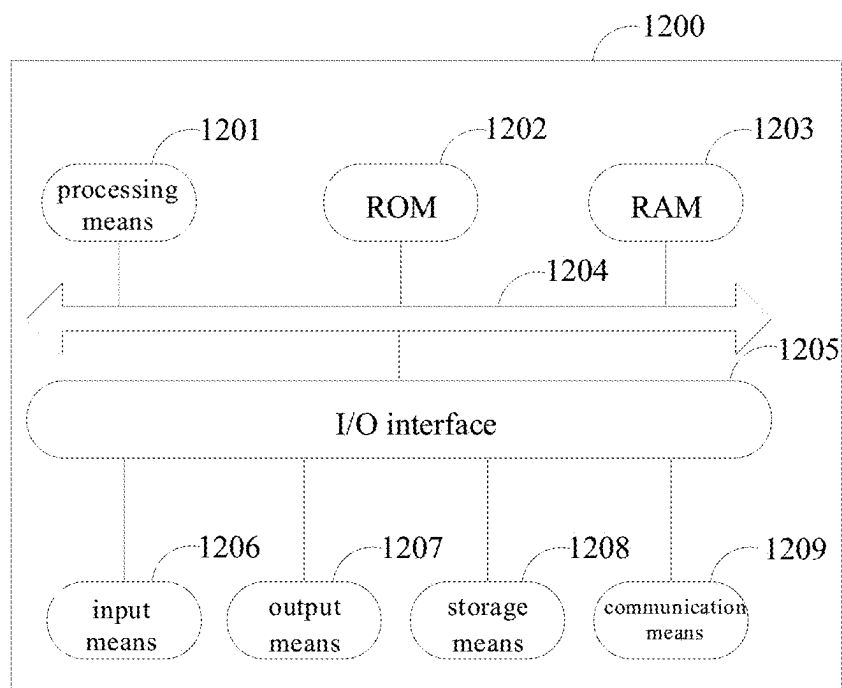 1200
1201
1202
1203
processing
means
ROM
RAM
1204
1205
I/O interface
1206
1207
1208
1209
input
means
output
means
storage
means
communication
means